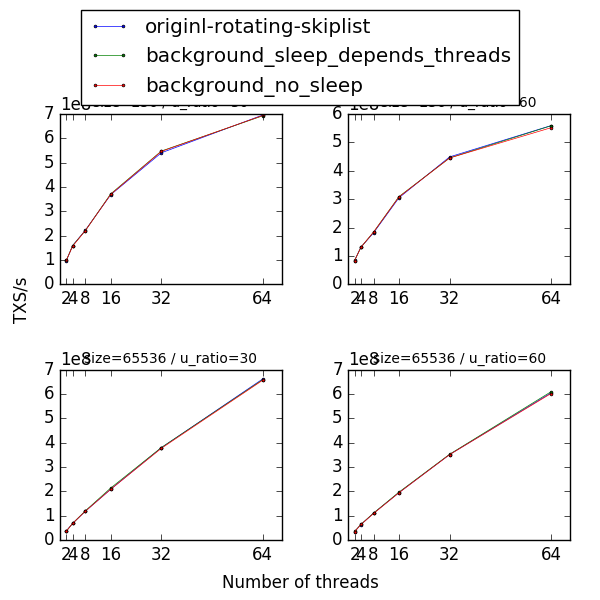 originl-rotating-skiplist
background_sleep_depends_threads
background_no_sleep
7
6
5
4
3
2
1
0
2 4 8 16 32 64
6
5
4
3
2
1
0
2 4 8 16 32 64
TXS/s
1e8 size=65536 / u_ratio=30
7
6
5
4
3
2
1
0
2 4 8 16 32 64
1e8 size=65536 / u_ratio=60
7
6
5
4
3
2
1
0
2 4 8 16 32 64
Number of threads